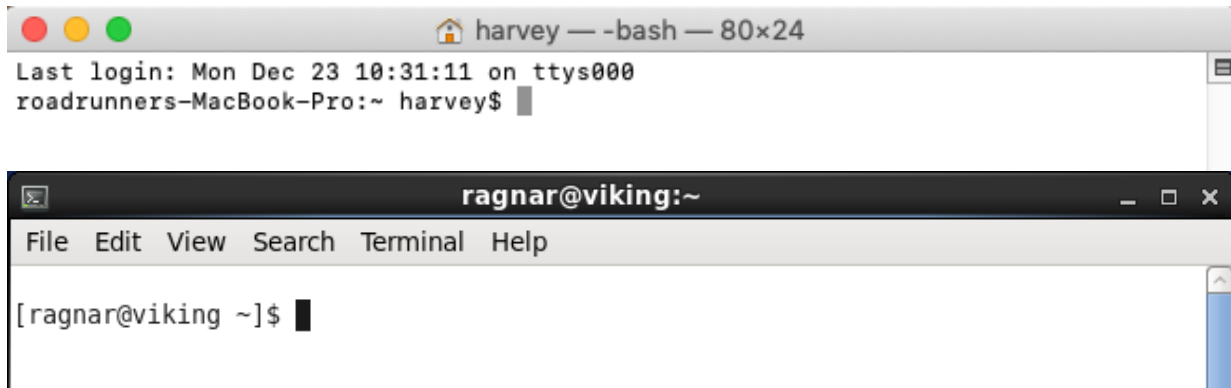 harvey — -bash — 80×24
Last login: Mon Dec 23 10:31:11 on ttys000
roadrunners-MacBook-Pro:~ harvey$
ragnar@viking:~
File Edit View Search Terminal Help
[ragnar@viking ~]$